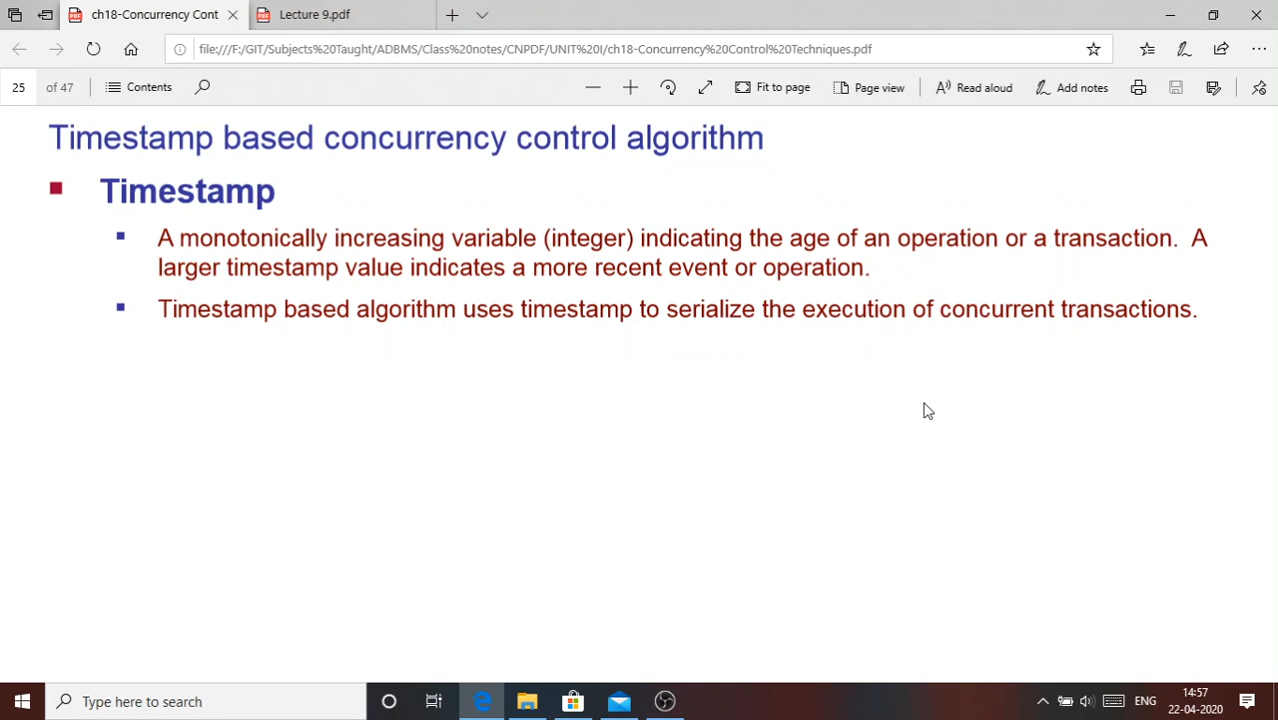 ch18-Concurrency Cont
Lecture 9.pdf
file:///F:/GIT/Subjects%20Taught/ADBMS/Class%20notes/CNPDF/UNIT%20I/ch18-Concurrency%20Control%20Techniques.pdf
25 of 47 Contents Fit to page Page view Read aloud Add notes
Timestamp based concurrency control algorithm
Timestamp
A monotonically increasing variable (integer) indicating the age of an operation or a transaction. A
larger timestamp value indicates a more recent event or operation.
Timestamp based algorithm uses timestamp to serialize the execution of concurrent transactions.
Type here to search
ENG
14:57
22-04-2020